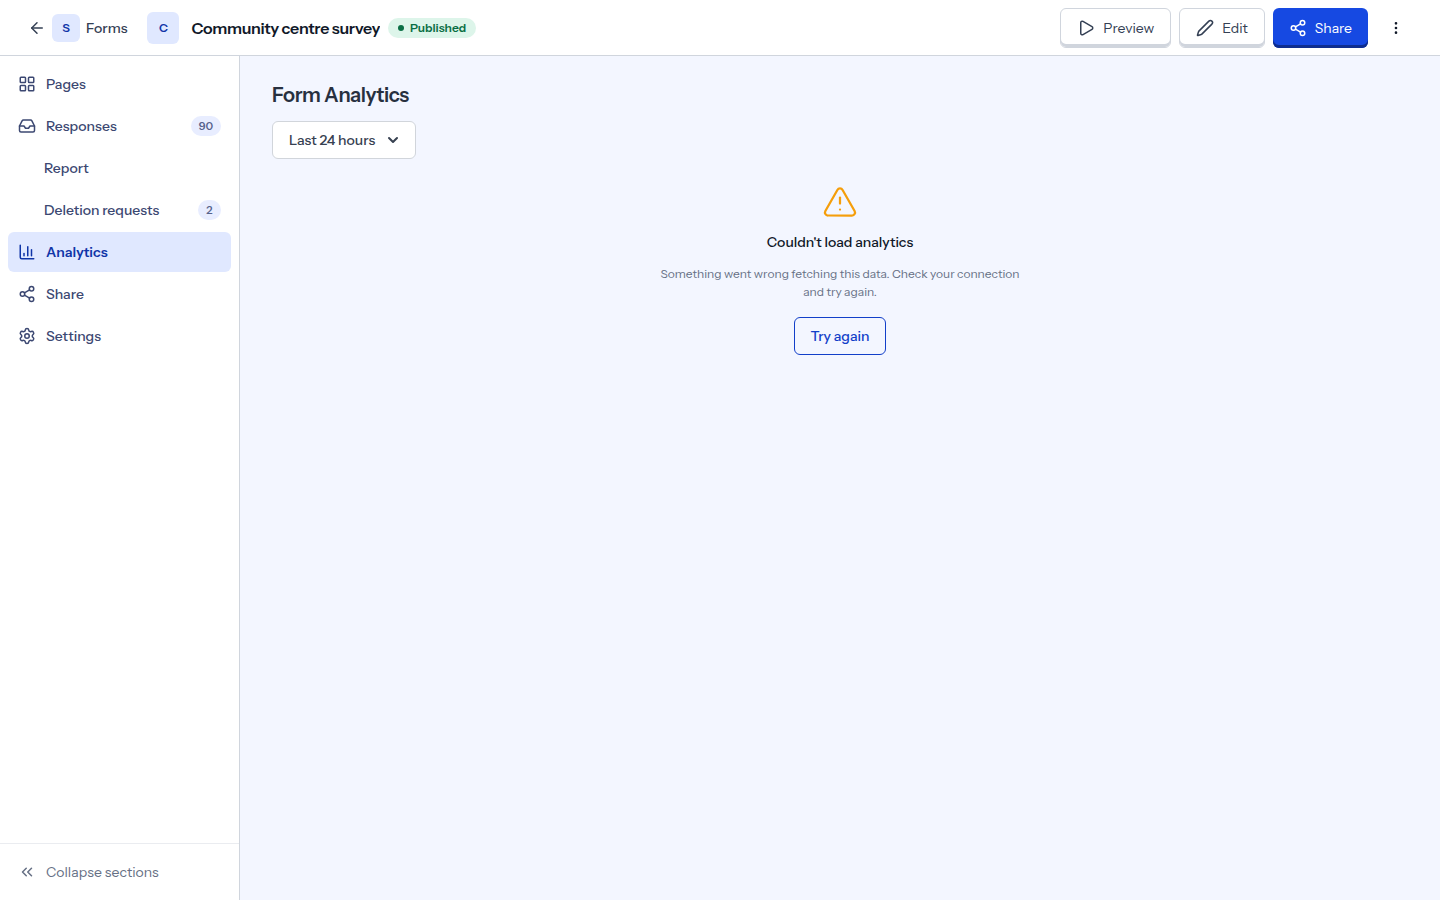 S Forms C Community centre survey Published Preview Edit Share
Pages
Responses 90
Report
Deletion requests 2
Analytics
Share
Settings
Collapse sections
Form Analytics
Last 24 hours
Couldn't load analytics
Something went wrong fetching this data. Check your connection
and try again.
Try again